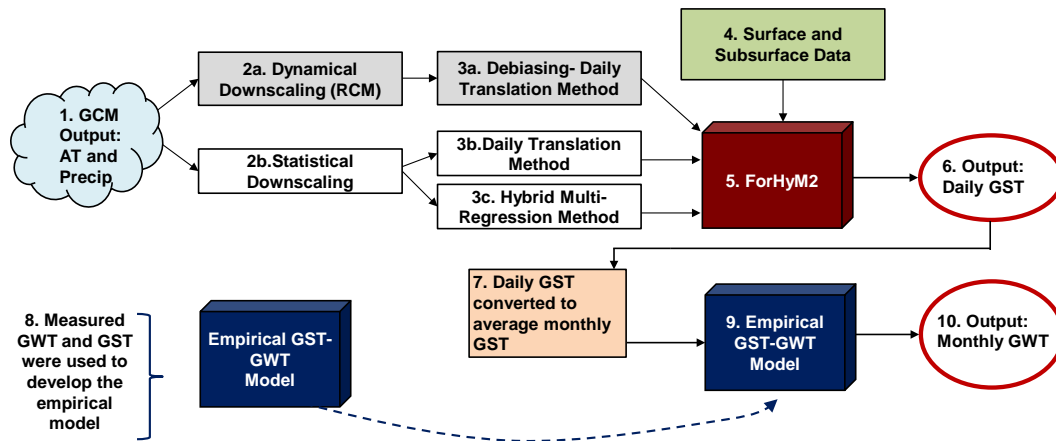 1. GCM
Output:
AT and
Precip
2a. Dynamical
Downscaling (RCM)
3a. Debiasing- Daily
Translation Method
4. Surface and
Subsurface Data
2b.Statistical
Downscaling
3b.Daily Translation
Method
3c. Hybrid Multi-
Regression Method
5. ForHyM2
6. Output:
Daily GST
7. Daily GST
converted to
average monthly
GST
8. Measured
GWT and GST
were used to
develop the
empirical
model
Empirical GST-
GWT
Model
9. Empirical
GST-GWT
Model
10. Output:
Monthly GWT